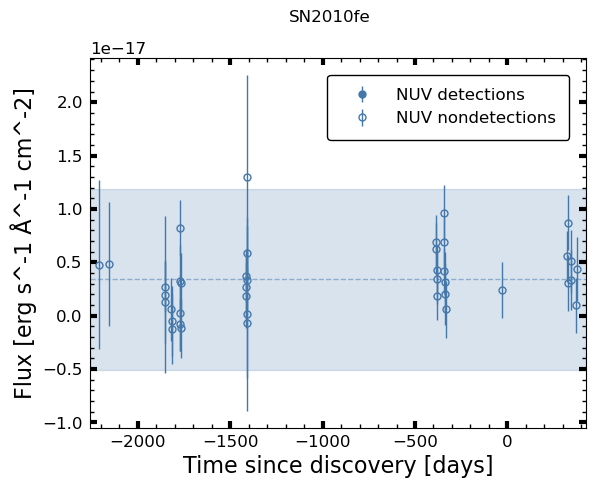 SN2010fe
1e−17
NUV detections
NUV nondetections
2.0
1.5
1.0
0.5
0.0
−0.5
−1.0
Flux [erg s^-1 Å^-1 cm^-2]
−2000 −1500 −1000 −500 0
Time since discovery [days]